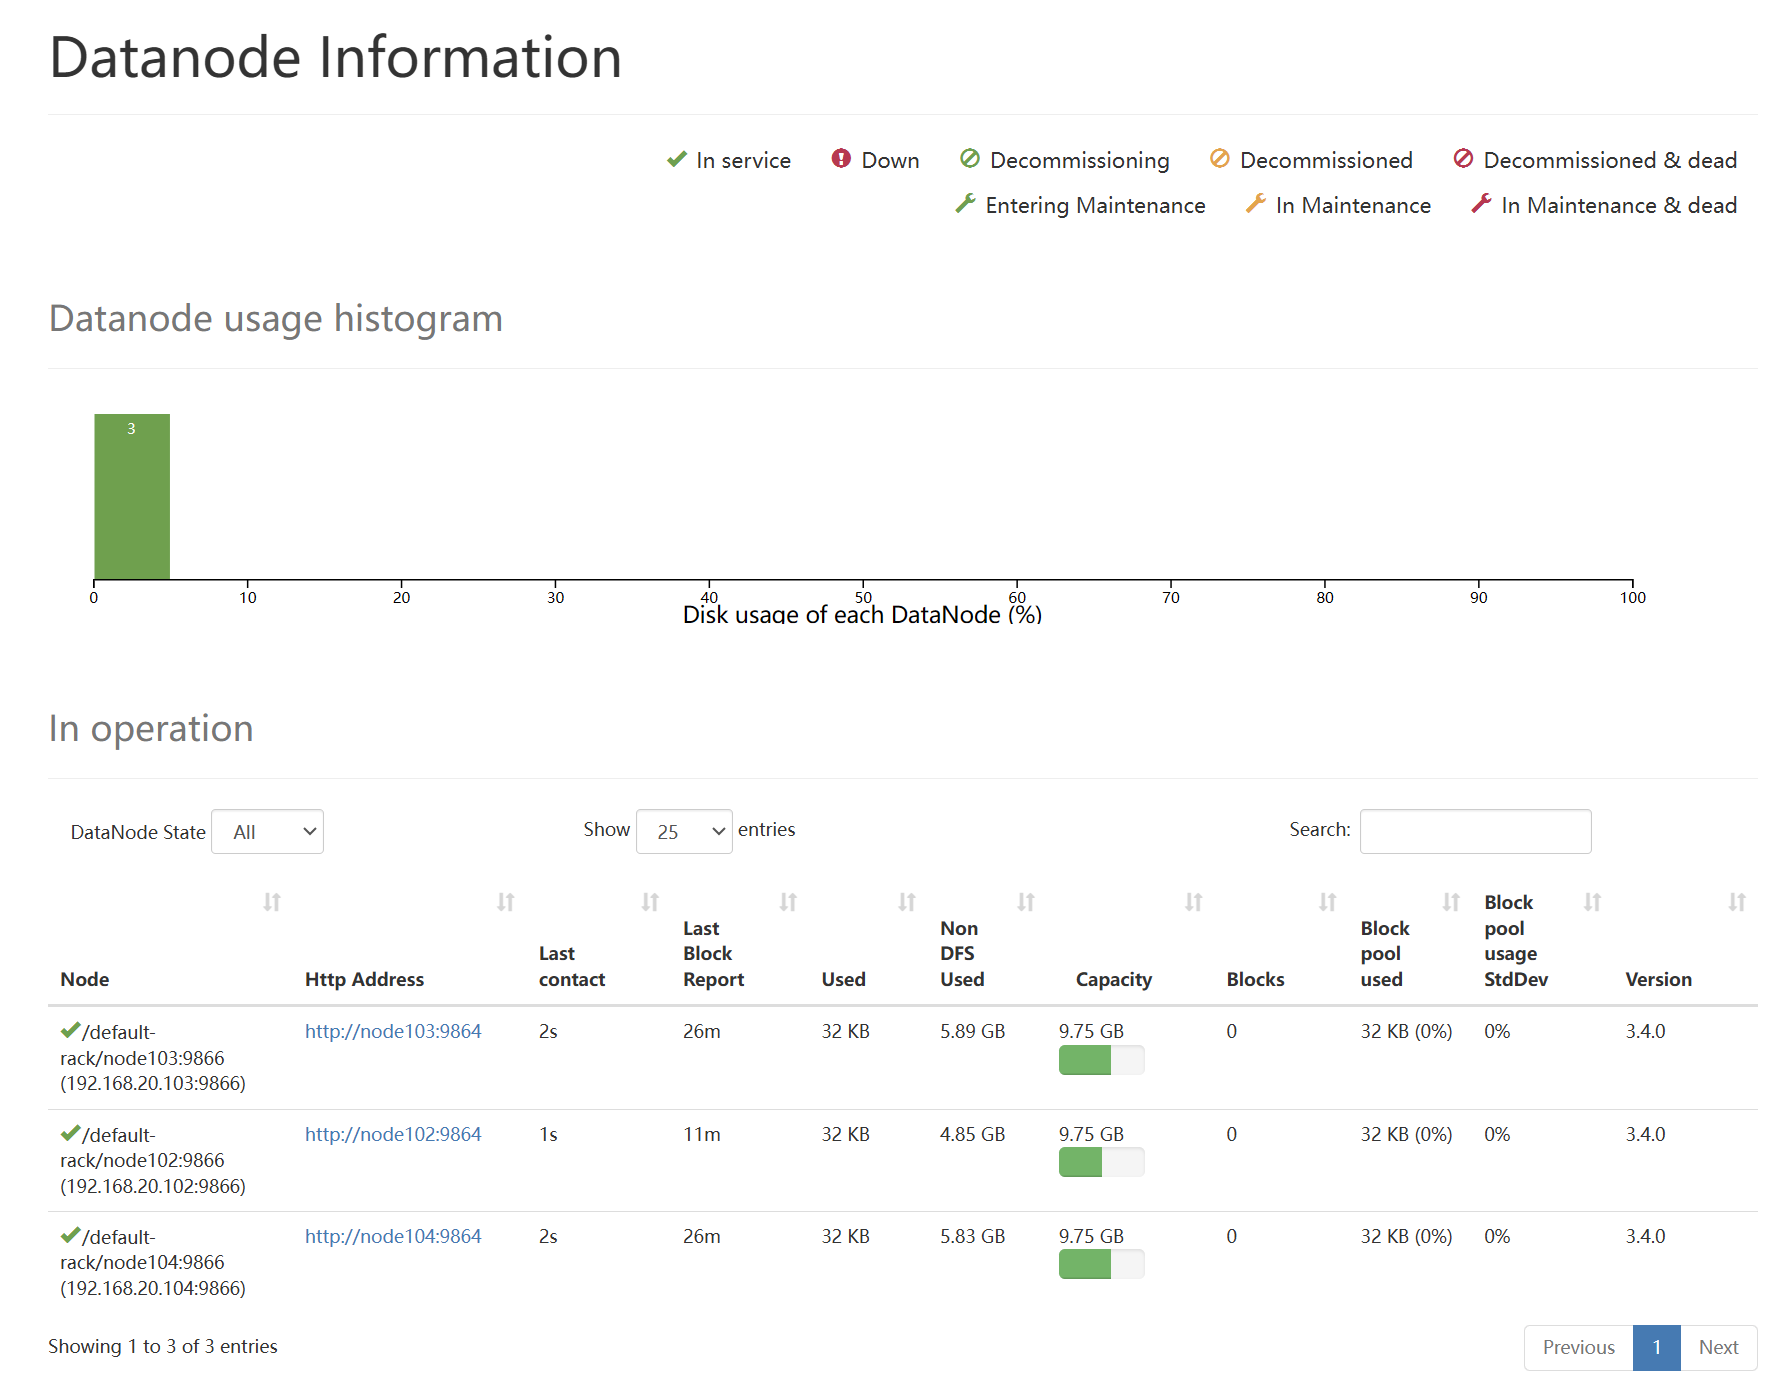 Datanode Information
In service Down Decommissioning Decommissioned Decommissioned & dead
Entering Maintenance In Maintenance In Maintenance & dead
Datanode usage histogram
3
0 10 20 30 40 50 60 70 80 90 100
Disk usage of each DataNode (%)
In operation
DataNode State All Show 25 entries Search:
Node Http Address Last contact Last Block Report Used Non DFS Used Capacity Blocks Block pool used Block pool usage StdDev Version
/default-rack/node103:9866 (192.168.20.103:9866) http://node103:9864 2s 26m 32 KB 5.89 GB 9.75 GB 0 32 KB (0%) 0% 3.4.0
/default-rack/node102:9866 (192.168.20.102:9866) http://node102:9864 1s 11m 32 KB 4.85 GB 9.75 GB 0 32 KB (0%) 0% 3.4.0
/default-rack/node104:9866 (192.168.20.104:9866) http://node104:9864 2s 26m 32 KB 5.83 GB 9.75 GB 0 32 KB (0%) 0% 3.4.0
Showing 1 to 3 of 3 entries Previous 1 Next